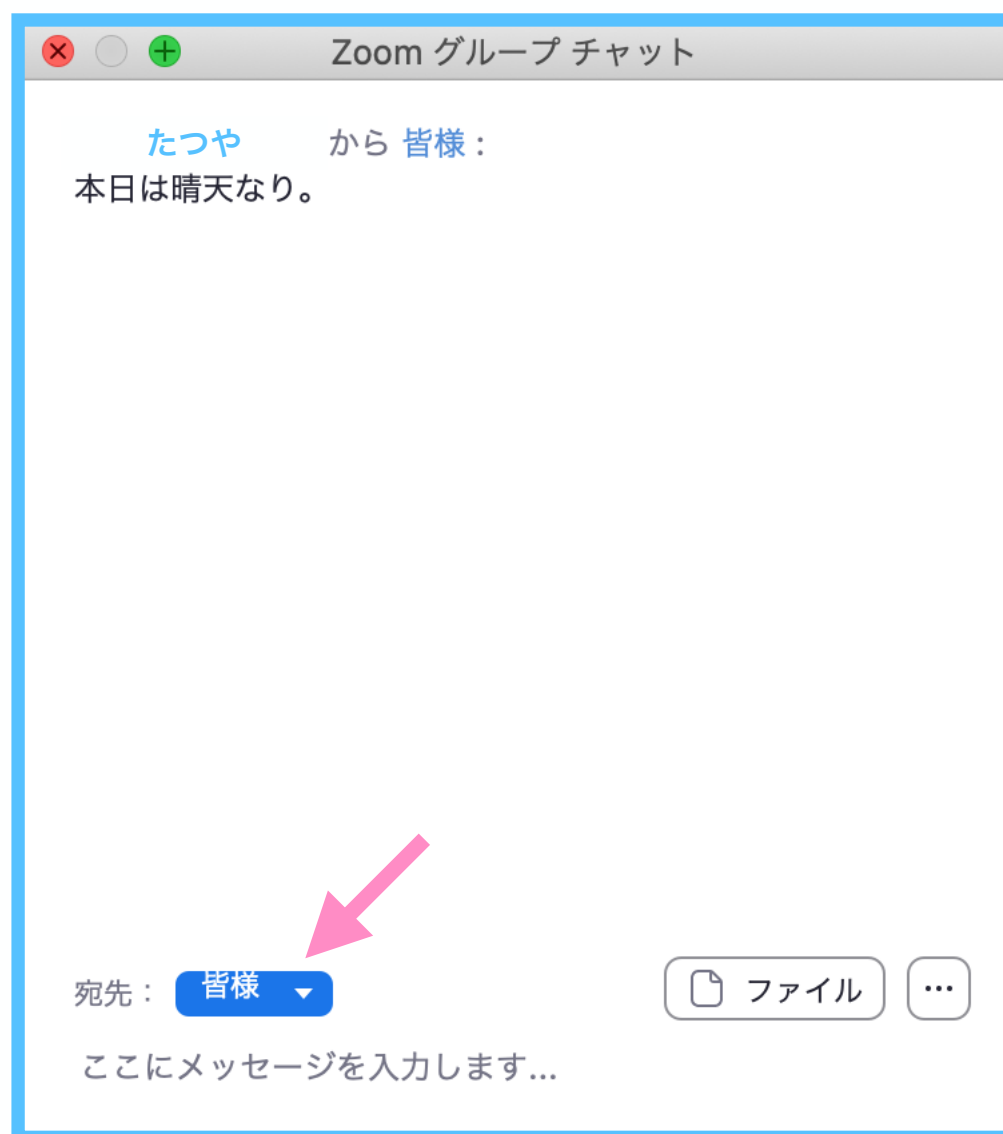 Zoom グループ チャット
たつや から 皆様 :
本日は晴天なり。
宛先： 皆様 ファイル ...
ここにメッセージを入力します...